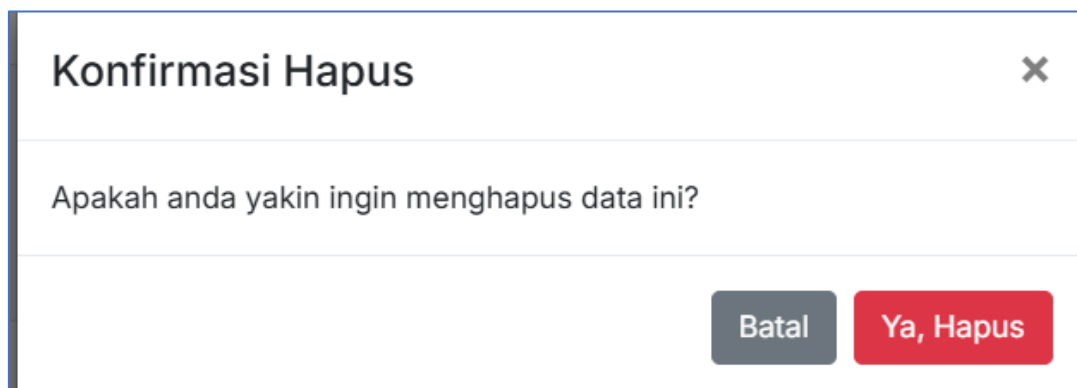 Konfirmasi Hapus
Apakah anda yakin ingin menghapus data ini?
Batal
Ya, Hapus